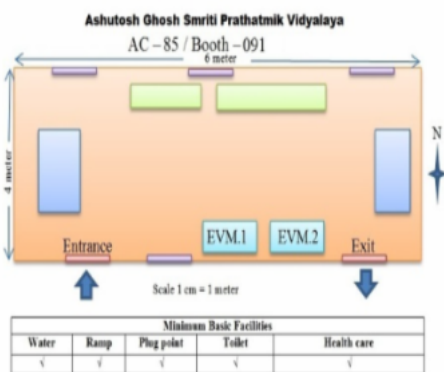 Ashutosh Ghosh Smriti Prathatmik Vidyalaya
AC – 85 / Booth –091
6 meter
4 meter
N
EVM.1 EVM.2
Entrance Exit
Scale 1 cm = 1 meter
Minimum Basic Facilities
Water Ramp Plug point Toilet Health care
√ √ √ √ √